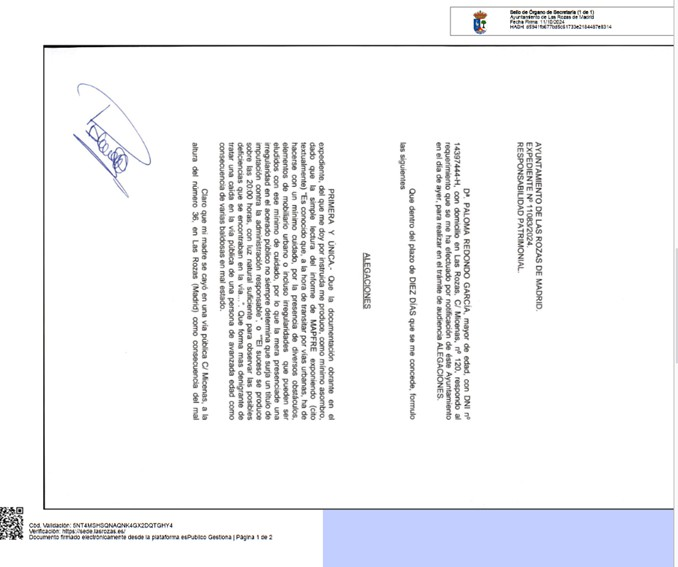 Sello de Órgano de Secretaría (1 de 1)
Ayuntamiento de Las Rozas de Madrid
Fecha Firma: 11/10/2024
AYUNTAMIENTO DE LAS ROZAS DE MADRID
EXPEDIENTE Nº 11083/2024
RESPONSABILIDAD PATRIMONIAL.
Dª. PALOMA REDONDO GARCÍA, mayor de edad, con DNI nº
14397444-H, con domicilio en Las Rozas, C/ Micenas, nº 120, respondo al
requerimiento que se me ha efectuado por notificación de éste Ayuntamiento
en el día de ayer, para realizar en el trámite de audiencia ALEGACIONES.
Que dentro del plazo de DIEZ DÍAS que se me concede, formulo
las siguientes
ALEGACIONES
PRIMERA Y ÚNICA.- Que la documentación obrante en el
expediente, del que me doy por instruida me produce, como mínimo asombro,
dado que la simple lectura del informe de MAPFRE exponiendo (cito
textualmente) "Es conocido que, a la hora de transitar por vías urbanas, ha de
hacerse con un mínimo cuidado, por la presencia de diversos obstáculos,
elementos de mobiliario urbano o incluso irregularidades que pueden ser
eludidos con ese mínimo de cuidado, por lo que la mera presencia de una
irregularidad en el acerado público no siempre determina que surja un título de
imputación contra la administración responsable", o "El suceso se produce
sobre las 20:00 horas, con luz natural suficiente para observar las posibles
deficiencias que se encontraban en la vía…". Que forma mas denigrante de
tratar una caída en la vía pública de una persona de avanzada edad como
consecuencia de varias baldosas en mal estado.
Claro que mi madre se cayó en una vía pública C/ Micenas, a la
altura del número 36, en Las Rozas (Madrid) como consecuencia del mal
Cód. Validación: 5NT4MSHSQNAQNK4GX2DQTGHY4
Verificación: https://sede.lasrozas.es/
Documento firmado electrónicamente desde la plataforma esPublico Gestiona | Página 1 de 2